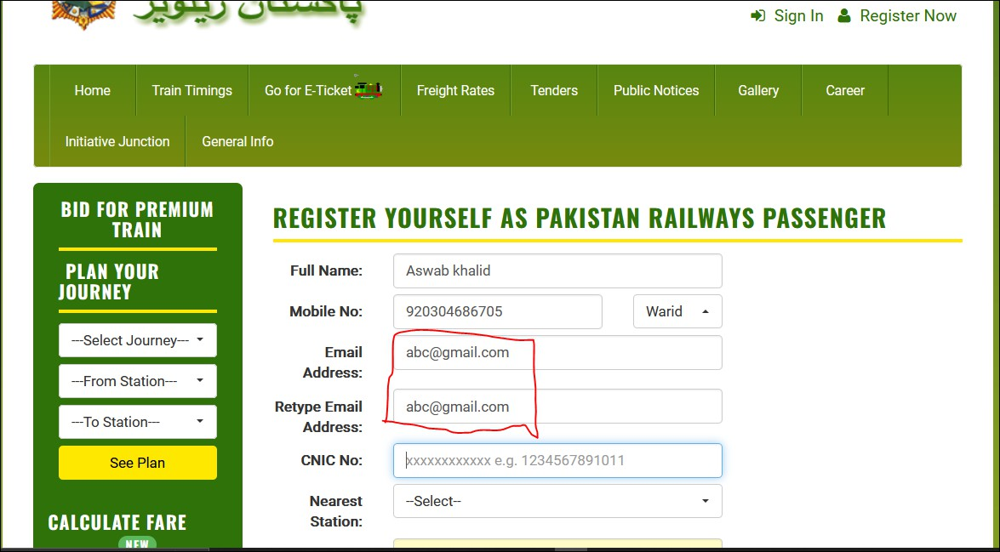 پاکستان ریلویز
Sign In Register Now
Home Train Timings Go for E-Ticket Freight Rates Tenders Public Notices Gallery Career
Initiative Junction General Info
BID FOR PREMIUM
TRAIN
PLAN YOUR
JOURNEY
---Select Journey---
---From Station---
---To Station---
See Plan
CALCULATE FARE
NEW
REGISTER YOURSELF AS PAKISTAN RAILWAYS PASSENGER
Full Name: Aswab khalid
Mobile No: 920304686705 Warid
Email
Address: abc@gmail.com
Retype Email
Address: abc@gmail.com
CNIC No: xxxxxxxxxxxx e.g. 1234567891011
Nearest
Station: --Select--